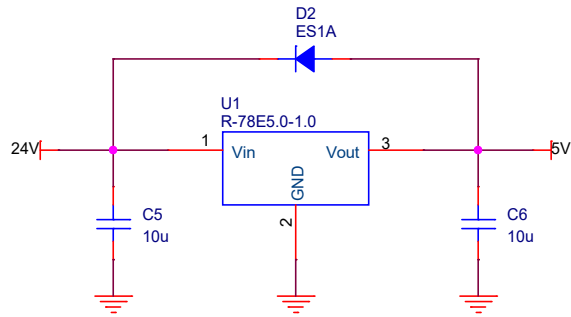 D2
ES1A
U1
R-78E5.0-1.0
24V
1
Vin
Vout
3
5V
GND
2
C5
10u
C6
10u